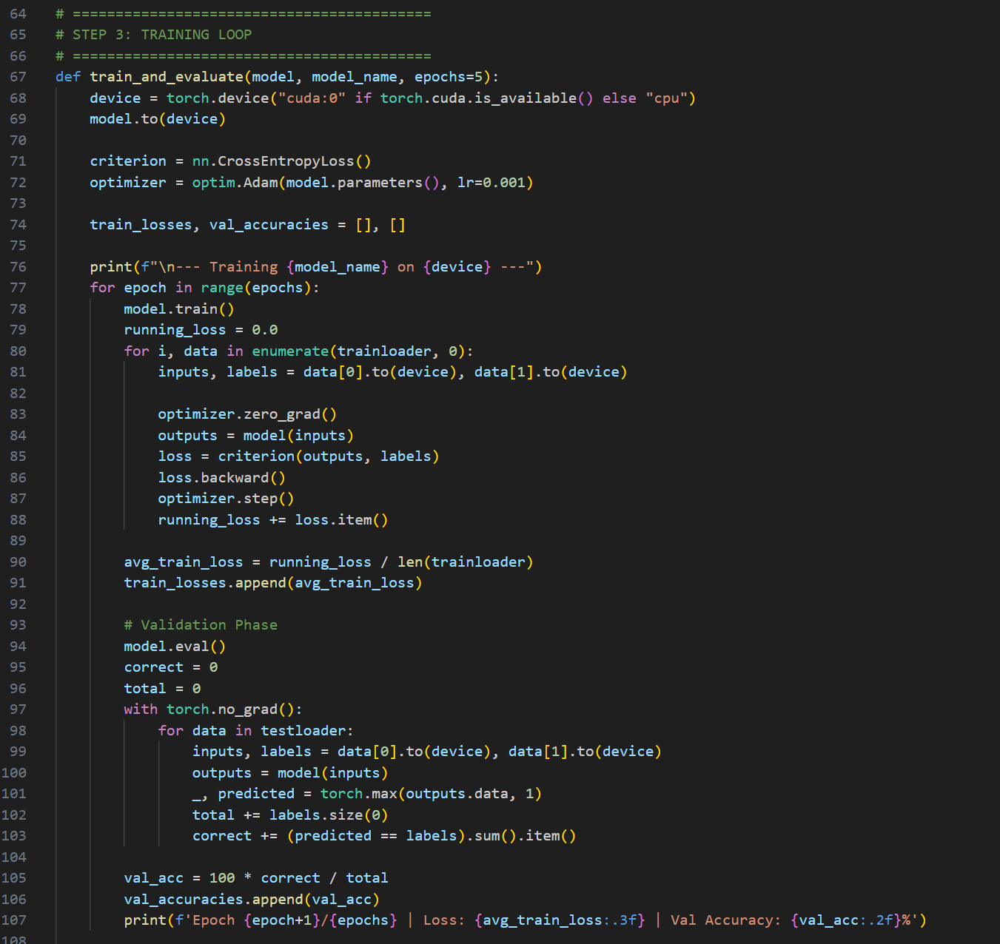 64 # ==========================================
65 # STEP 3: TRAINING LOOP
66 # ==========================================
67 def train_and_evaluate(model, model_name, epochs=5):
68     device = torch.device("cuda:0" if torch.cuda.is_available() else "cpu")
69     model.to(device)
70
71     criterion = nn.CrossEntropyLoss()
72     optimizer = optim.Adam(model.parameters(), lr=0.001)
73
74     train_losses, val_accuracies = [], []
75
76     print(f"\n--- Training {model_name} on {device} ---")
77     for epoch in range(epochs):
78         model.train()
79         running_loss = 0.0
80         for i, data in enumerate(trainloader, 0):
81             inputs, labels = data[0].to(device), data[1].to(device)
82
83             optimizer.zero_grad()
84             outputs = model(inputs)
85             loss = criterion(outputs, labels)
86             loss.backward()
87             optimizer.step()
88             running_loss += loss.item()
89
90         avg_train_loss = running_loss / len(trainloader)
91         train_losses.append(avg_train_loss)
92
93         # Validation Phase
94         model.eval()
95         correct = 0
96         total = 0
97         with torch.no_grad():
98             for data in testloader:
99                 inputs, labels = data[0].to(device), data[1].to(device)
100                 outputs = model(inputs)
101                 _, predicted = torch.max(outputs.data, 1)
102                 total += labels.size(0)
103                 correct += (predicted == labels).sum().item()
104
105         val_acc = 100 * correct / total
106         val_accuracies.append(val_acc)
107         print(f'Epoch {epoch+1}/{epochs} | Loss: {avg_train_loss:.3f} | Val Accuracy: {val_acc:.2f}%')
108